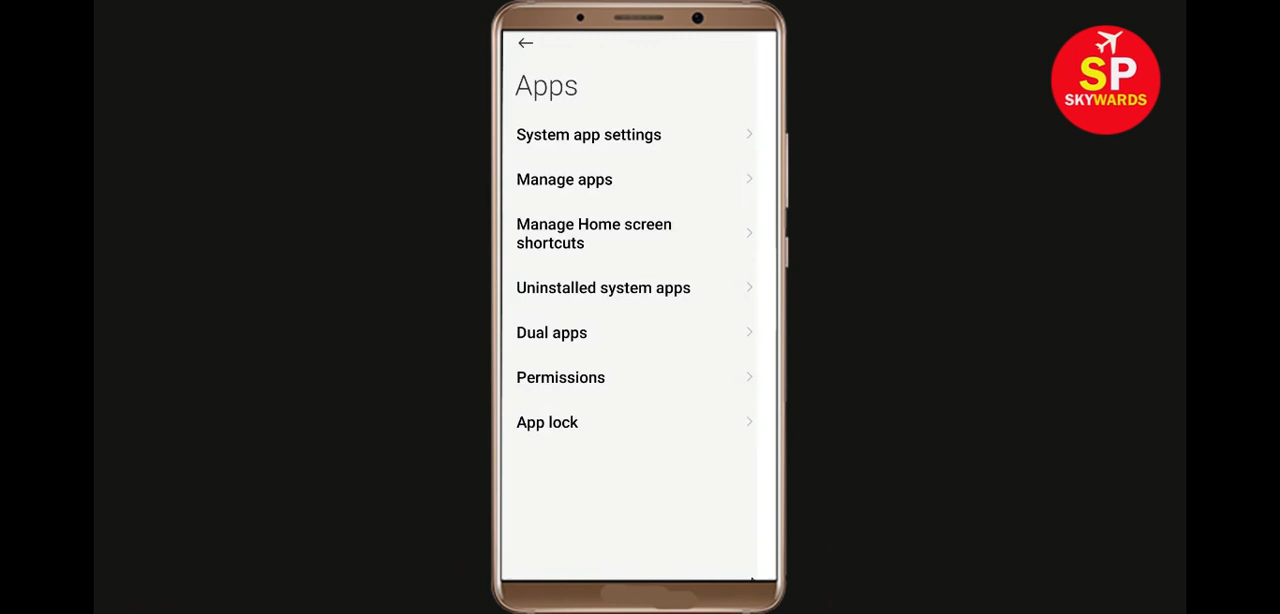 SP
SKYWARDS
Apps
System app settings
Manage apps
Manage Home screen
shortcuts
Uninstalled system apps
Dual apps
Permissions
App lock